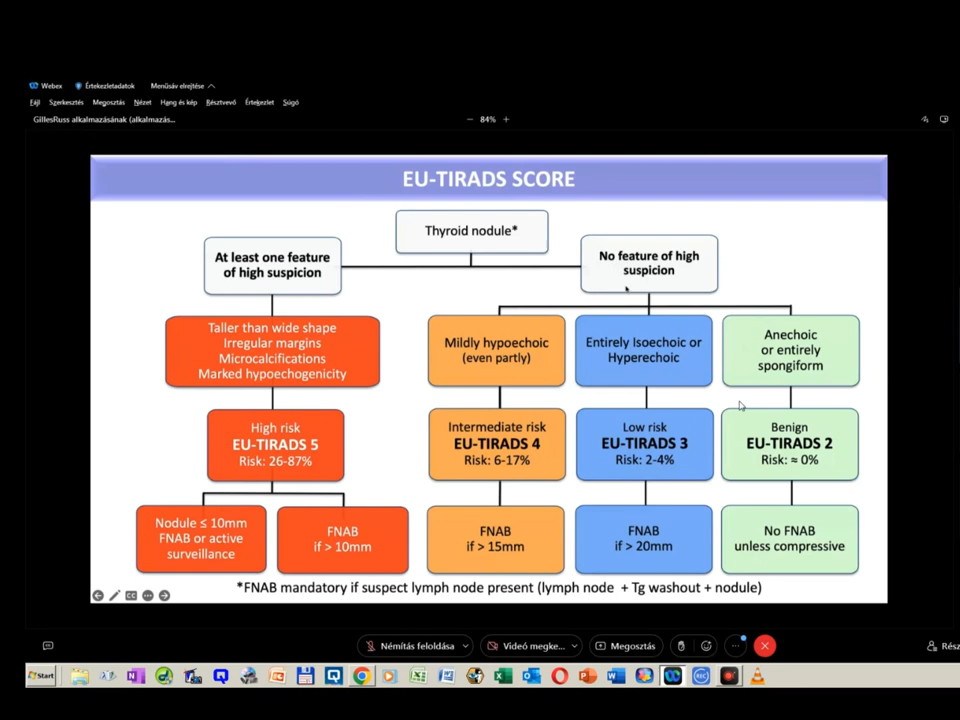 Webex
Értekezletadatok
Menüsáv elrejtése
Fájl
Szerkesztés
Megosztás
Nézet
Hang és kép
Résztvevő
Értekezlet
Súgó
GillesRuss alkalmazásának (alkalmazás...
84%
EU-TIRADS SCORE
Thyroid nodule*
At least one feature
of high suspicion
No feature of high
suspicion
Taller than wide shape
Irregular margins
Microcalcifications
Marked hypoechogenicity
Mildly hypoechoic
(even partly)
Entirely Isoechoic or
Hyperechoic
Anechoic
or entirely
spongiform
High risk
EU-TIRADS 5
Risk: 26-87%
Intermediate risk
EU-TIRADS 4
Risk: 6-17%
Low risk
EU-TIRADS 3
Risk: 2-4%
Benign
EU-TIRADS 2
Risk: ≈ 0%
Nodule ≤ 10mm
FNAB or active
surveillance
FNAB
if > 10mm
FNAB
if > 15mm
FNAB
if > 20mm
No FNAB
unless compressive
*FNAB mandatory if suspect lymph node present (lymph node + Tg washout + nodule)
Némítás feloldása
Videó megke...
Megosztás
Rész
Start